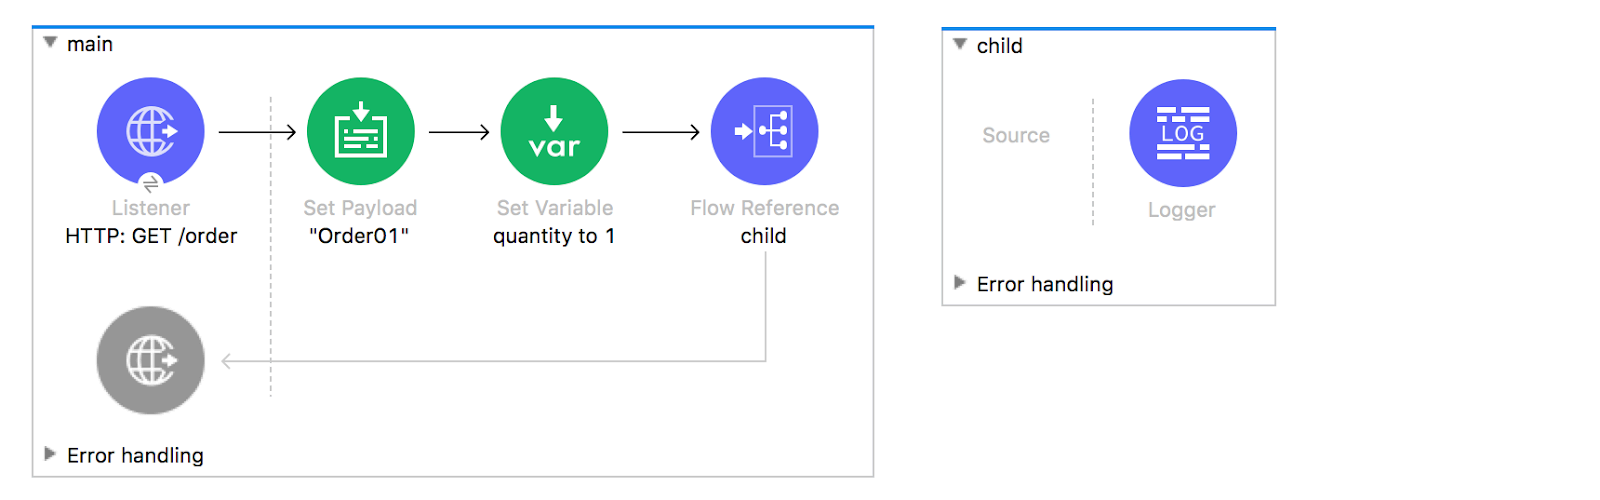 main
Listener
HTTP: GET /order
Set Payload
"Order01"
var
Set Variable
quantity to 1
Flow Reference
child
Error handling
child
Source
LOG
Logger
Error handling